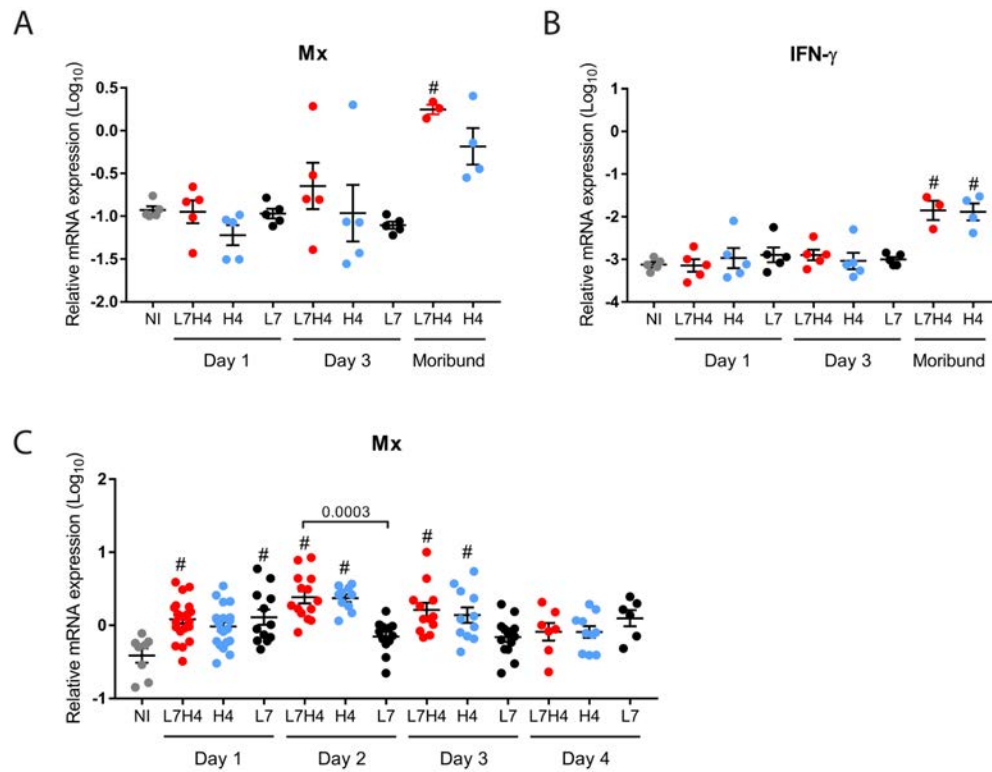 A
Mx
Relative mRNA expression (Log10)
0.5
0.0
-0.5
-1.0
-1.5
-2.0
#
NI L7H4 H4 L7 L7H4 H4 L7 L7H4 H4
Day 1 Day 3 Moribund
B
IFN-γ
Relative mRNA expression (Log10)
1
-1
-2
-3
-4
# #
NI L7H4 H4 L7 L7H4 H4 L7 L7H4 H4
Day 1 Day 3 Moribund
C
Mx
Relative mRNA expression (Log10)
2
1
0
-1
0.0003
# # # # # #
NI L7H4 H4 L7 L7H4 H4 L7 L7H4 H4 L7 L7H4 H4 L7
Day 1 Day 2 Day 3 Day 4